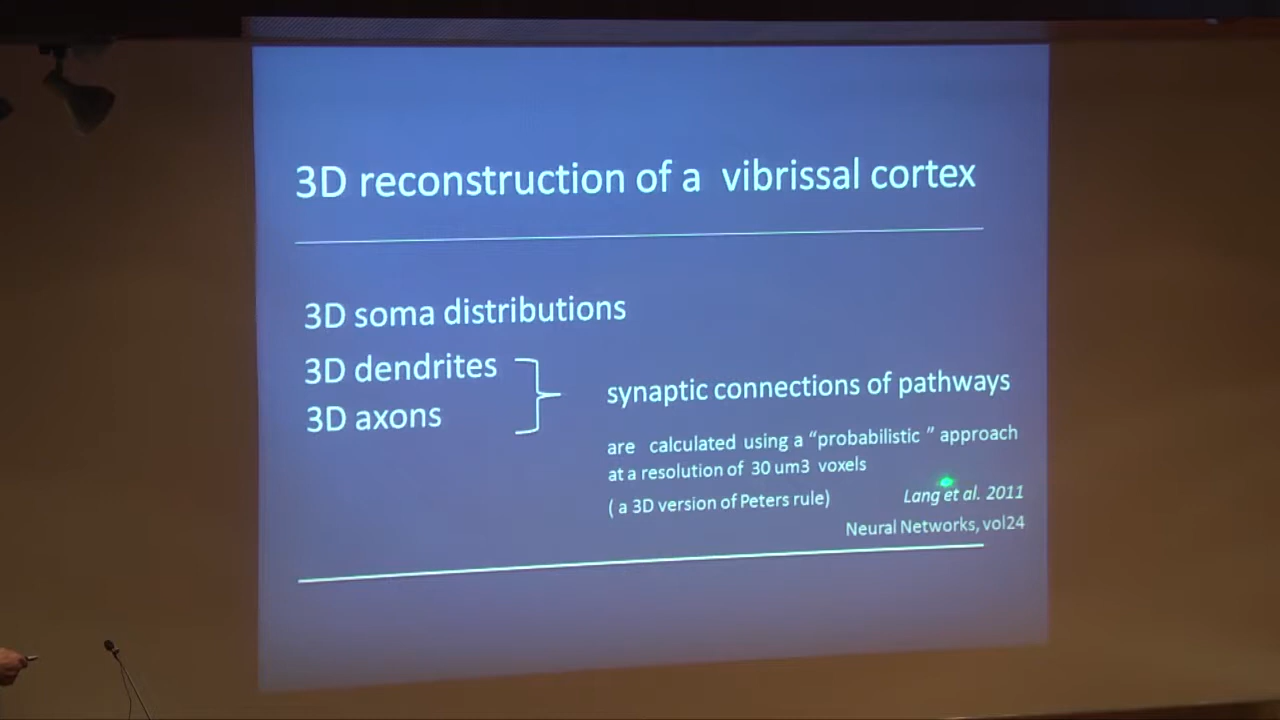 3D reconstruction of a vibrissal cortex
3D soma distributions
3D dendrites
3D axons
synaptic connections of pathways
are calculated using a “probabilistic ” approach
at a resolution of 30 um3 voxels
( a 3D version of Peters rule)
Lang et al. 2011
Neural Networks, vol24